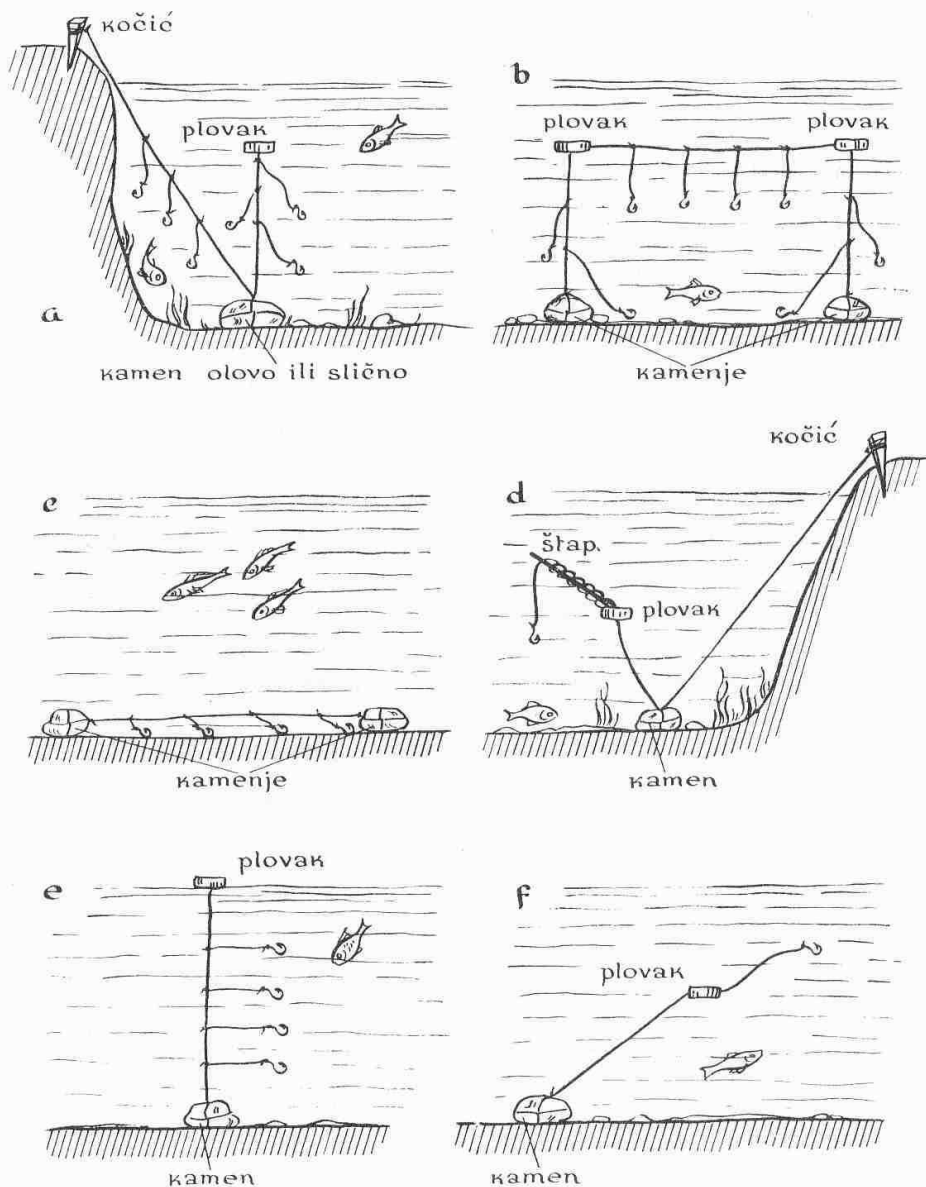 kočić
plovak
a
kamen olovo ili slično
b
plovak plovak
kamenje
c
kamenje
kočić
d
štap.
plovak
kamen
e
plovak
kamen
f
plovak
kamen